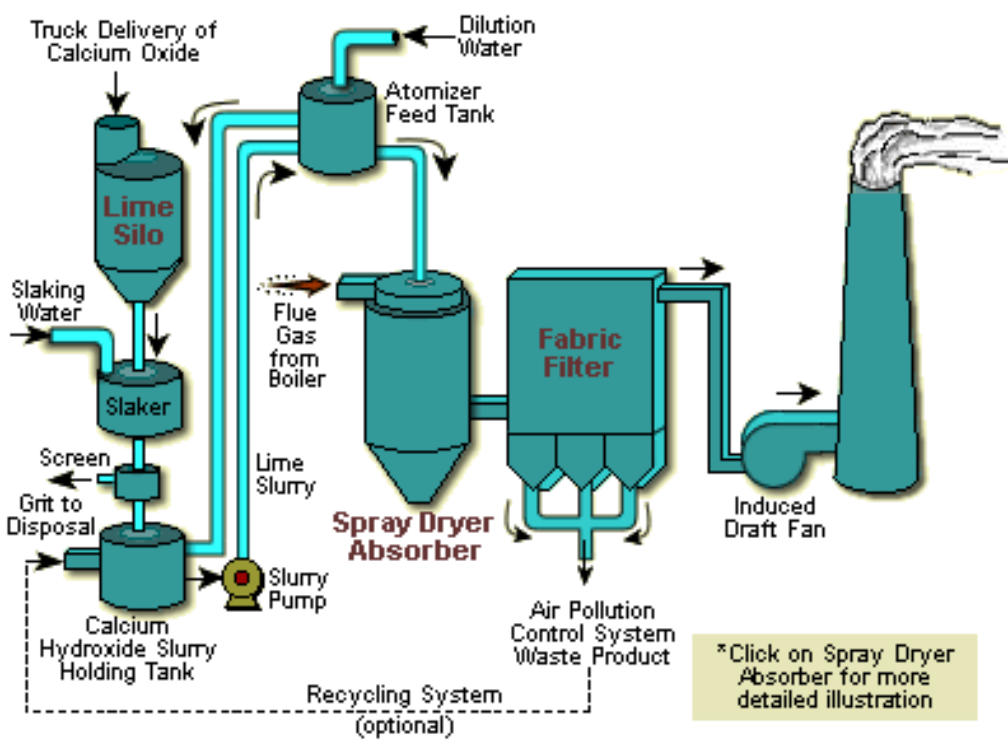 Truck Delivery of
Calcium Oxide
Dilution
Water
Atomizer
Feed Tank
Lime
Silo
Slaking
Water
Flue
Gas
from
Boiler
Fabric
Filter
Slaker
Screen
Grit to
Disposal
Lime
Slurry
Spray Dryer
Absorber
Induced
Draft Fan
Slurry
Pump
Calcium
Hydroxide Slurry
Holding Tank
Air Pollution
Control System
Waste Product
*Click on Spray Dryer
Absorber for more
detailed illustration
Recycling System
(optional)